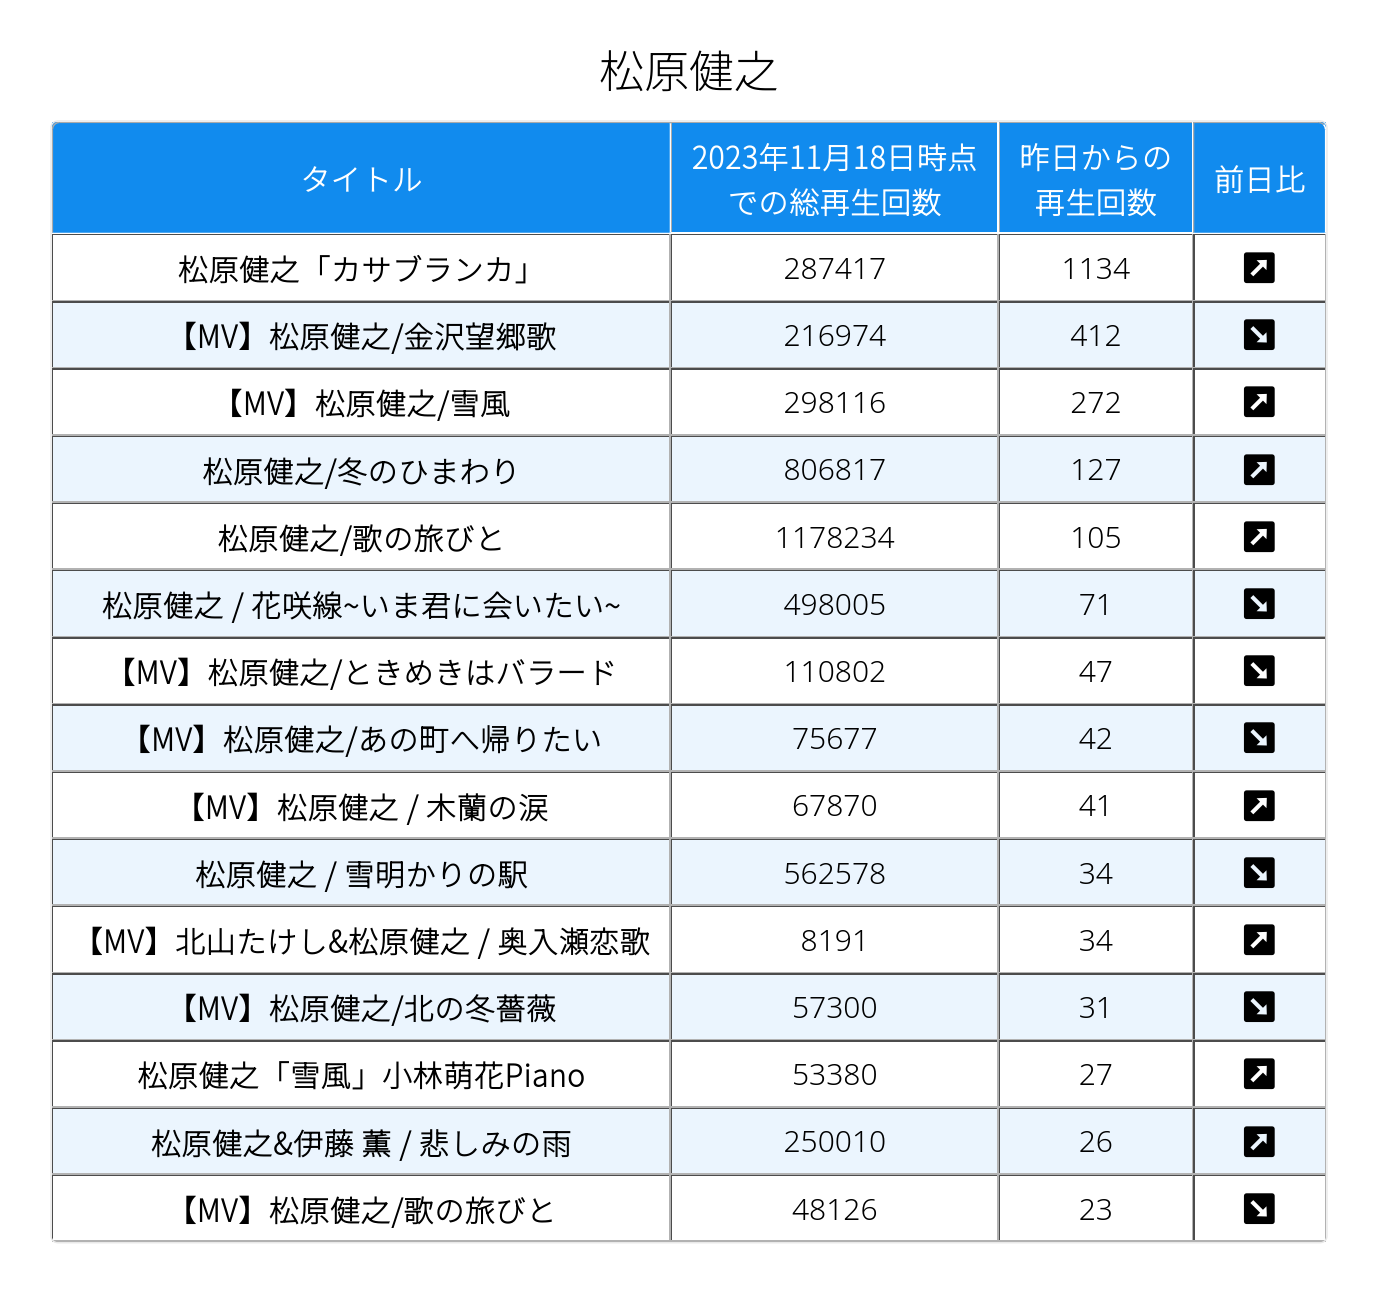 松原健之
タイトル
2023年11月18日時点
での総再生回数
昨日からの
再生回数
前日比
松原健之「カサブランカ」 287417 1134 ↗
【MV】松原健之/金沢望郷歌 216974 412 ↘
【MV】松原健之/雪風 298116 272 ↗
松原健之/冬のひまわり 806817 127 ↗
松原健之/歌の旅びと 1178234 105 ↗
松原健之 / 花咲線~いま君に会いたい~ 498005 71 ↘
【MV】松原健之/ときめきはバラード 110802 47 ↘
【MV】松原健之/あの町へ帰りたい 75677 42 ↘
【MV】松原健之 / 木蘭の涙 67870 41 ↗
松原健之 / 雪明かりの駅 562578 34 ↘
【MV】北山たけし&松原健之 / 奥入瀬恋歌 8191 34 ↗
【MV】松原健之/北の冬薔薇 57300 31 ↘
松原健之「雪風」小林萌花Piano 53380 27 ↗
松原健之&伊藤 薫 / 悲しみの雨 250010 26 ↗
【MV】松原健之/歌の旅びと 48126 23 ↘